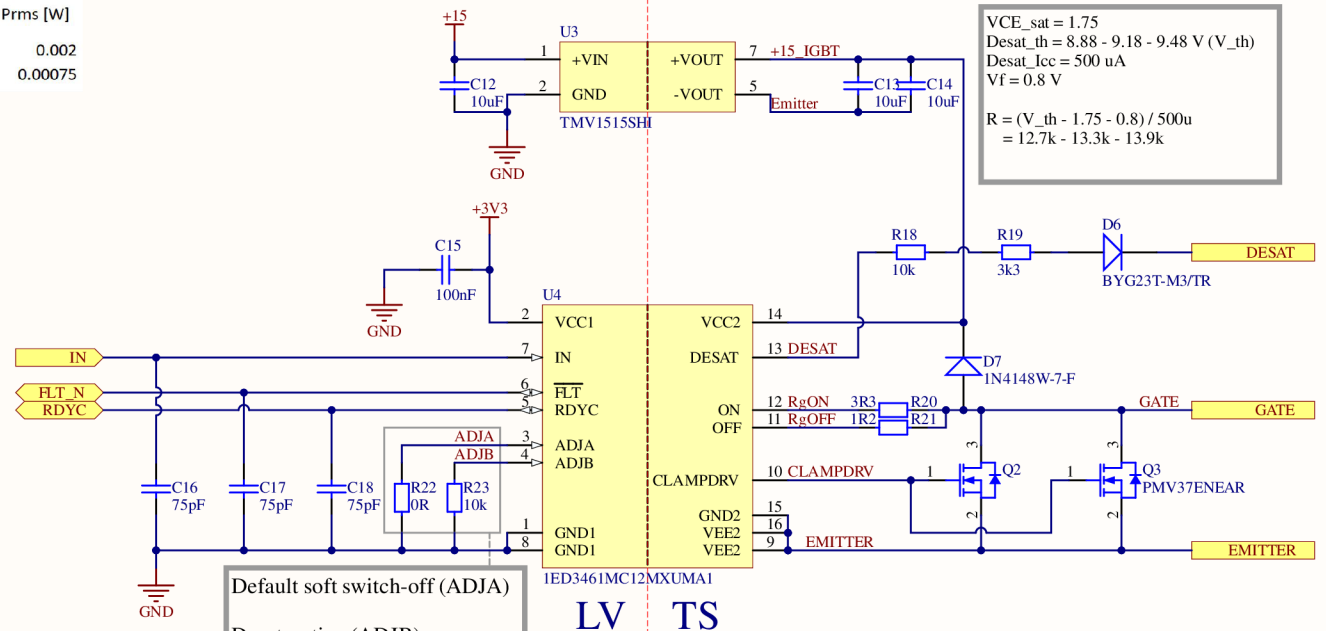 Prms [W]
0.002
0.00075
+15
U3
1
+VIN
+VOUT
7
+15_IGBT
C12
10uF
2
GND
-VOUT
5
Emitter
C13
10uF
C14
10uF
TMV1515SHI
GND
VCE_sat = 1.75
Desat_th = 8.88 - 9.18 - 9.48 V (V_th)
Desat_Icc = 500 uA
Vf = 0.8 V
R = (V_th - 1.75 - 0.8) / 500u
= 12.7k - 13.3k - 13.9k
+3V3
C15
100nF
GND
R18
10k
R19
3k3
D6
BYG23T-M3/TR
DESAT
U4
2
VCC1
VCC2
14
IN
7
IN
DESAT
13
DESAT
D7
1N4148W-7-F
FLT_N
6
FLT
RDYC
5
RDYC
ON
12
RgON
3R3
R20
GATE
GATE
OFF
11
RgOFF
1R2
R21
ADJA
3
ADJA
ADJB
4
ADJB
CLAMPDRV
10
CLAMPDRV
1
3
2
Q2
1
3
2
Q3
PMV37ENEAR
C16
75pF
C17
75pF
C18
75pF
R22
0R
R23
10k
GND2
15
1
GND1
VEE2
16
8
GND1
VEE2
9
EMITTER
EMITTER
1ED3461MC12MXUMA1
GND
Default soft switch-off (ADJA)
LV
TS